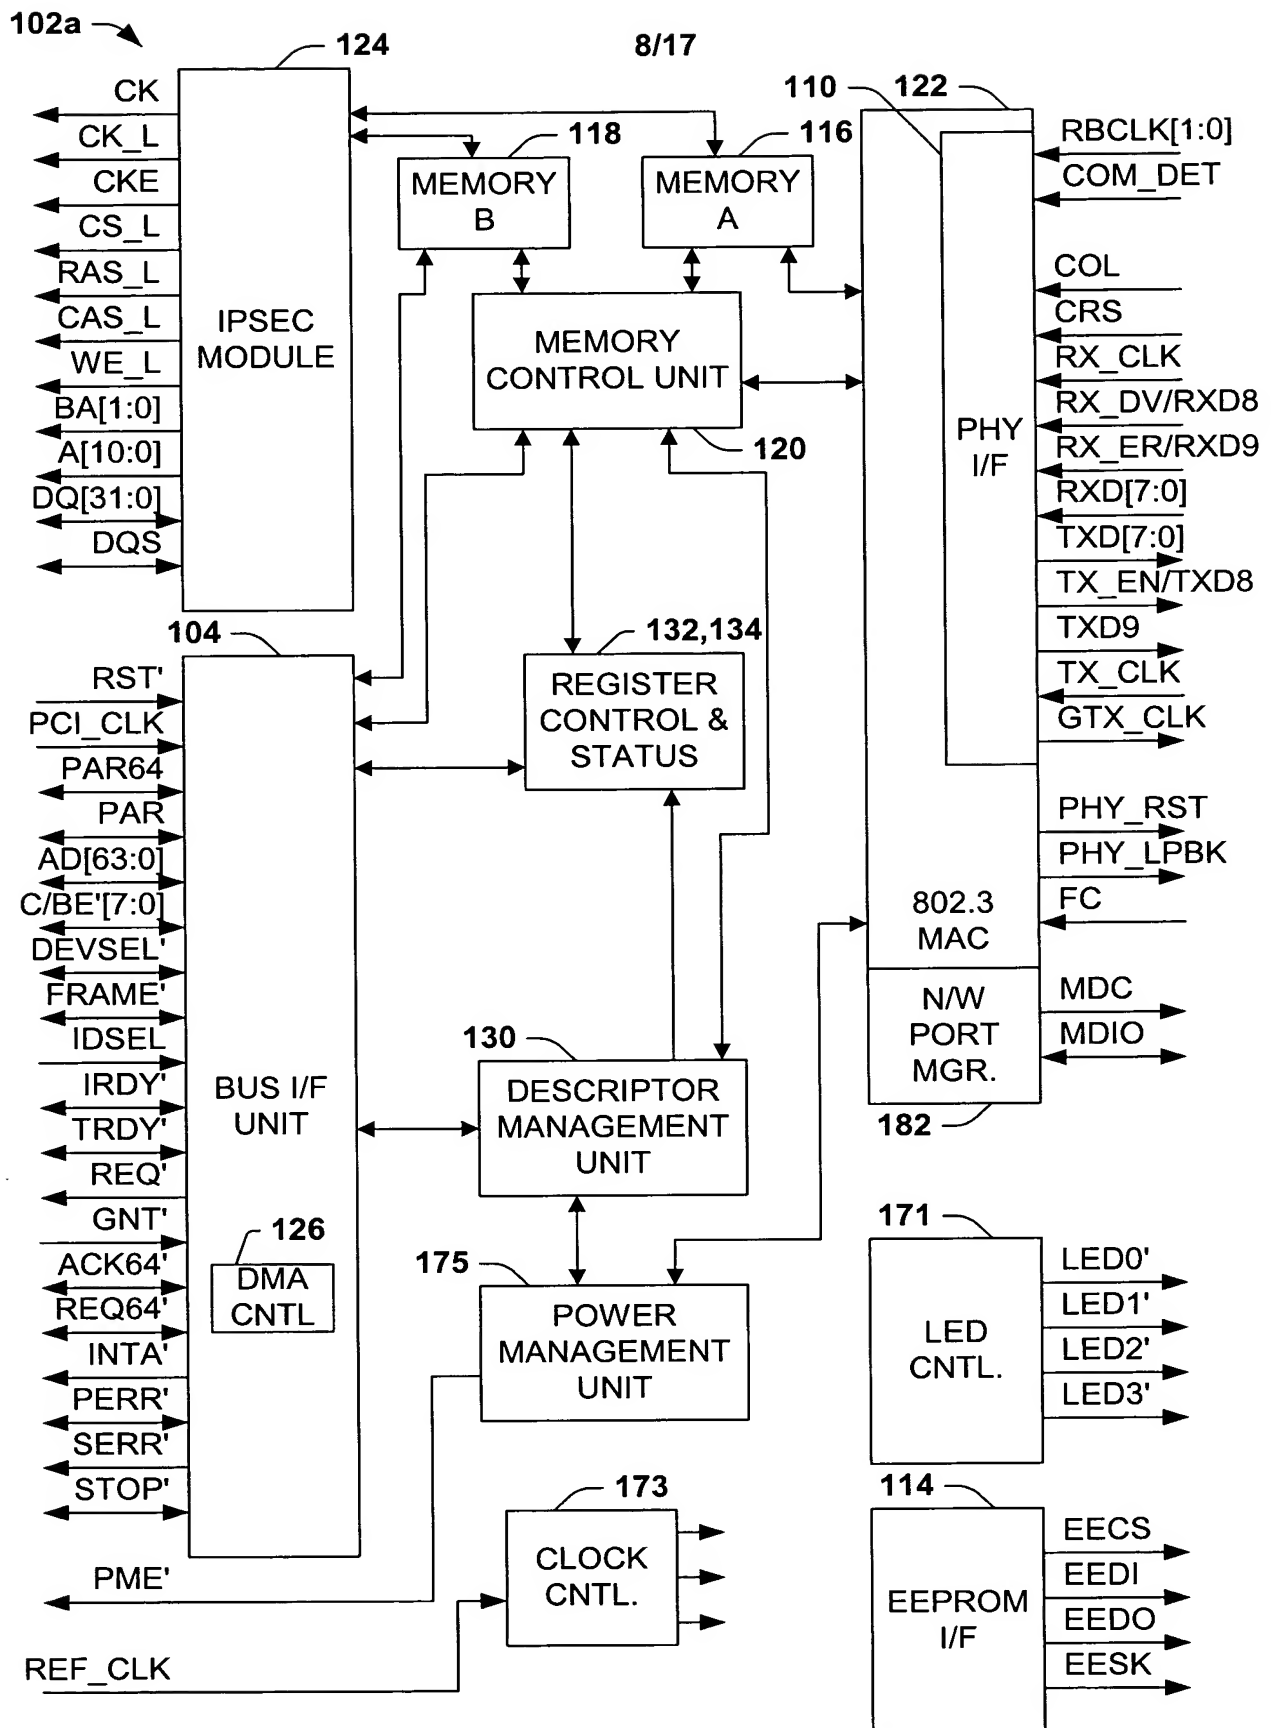 102a
8/17
124
CK
CK_L
CKE
CS_L
RAS_L
CAS_L
WE_L
BA[1:0]
A[10:0]
DQ[31:0]
DQS
IPSEC
MODULE
118
MEMORY
B
116
MEMORY
A
MEMORY
CONTROL UNIT
120
110
122
PHY
I/F
802.3
MAC
N/W
PORT
MGR.
182
RBCLK[1:0]
COM_DET
COL
CRS
RX_CLK
RX_DV/RXD8
RX_ER/RXD9
RXD[7:0]
TXD[7:0]
TX_EN/TXD8
TXD9
TX_CLK
GTX_CLK
PHY_RST
PHY_LPBK
FC
MDC
MDIO
104
RST'
PCI_CLK
PAR64
PAR
AD[63:0]
C/BE'[7:0]
DEVSEL'
FRAME'
IDSEL
IRDY'
TRDY'
REQ'
GNT'
ACK64'
REQ64'
INTA'
PERR'
SERR'
STOP'
PME'
REF_CLK
BUS I/F
UNIT
126
DMA
CNTL
132,134
REGISTER
CONTROL &
STATUS
130
DESCRIPTOR
MANAGEMENT
UNIT
175
POWER
MANAGEMENT
UNIT
173
CLOCK
CNTL.
171
LED
CNTL.
LED0'
LED1'
LED2'
LED3'
114
EEPROM
I/F
EECS
EEDI
EEDO
EESK